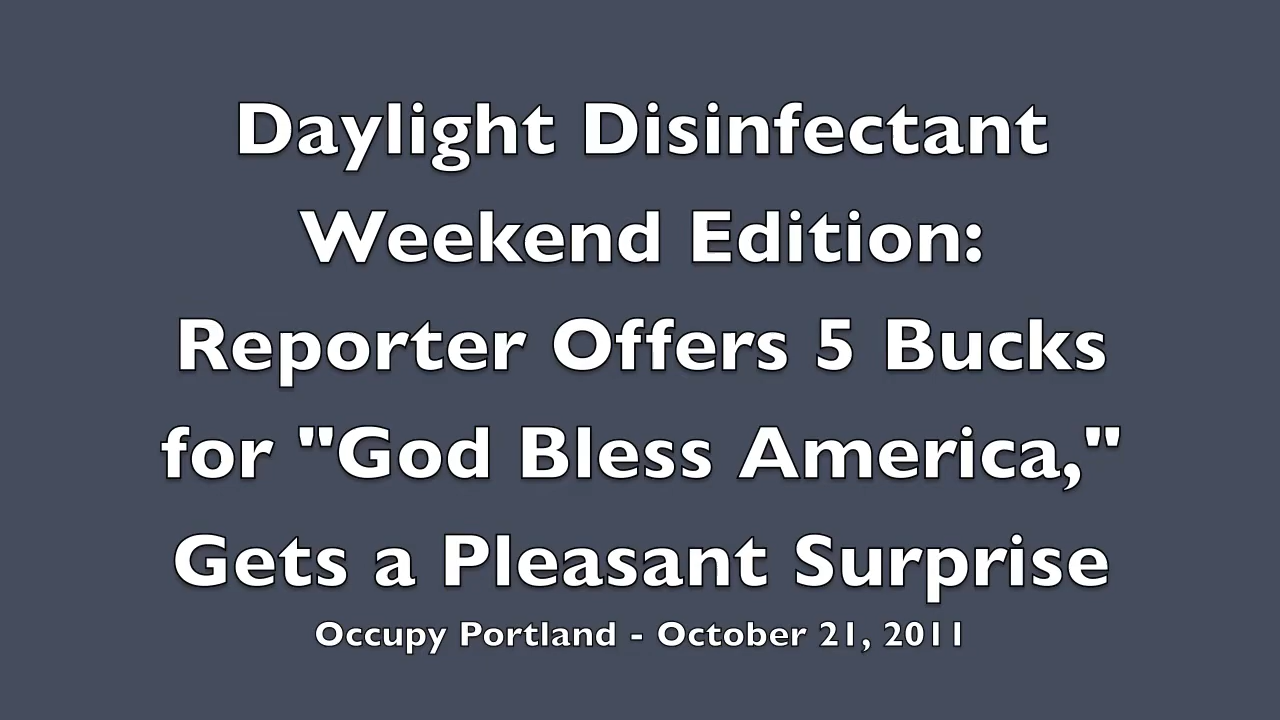 Daylight Disinfectant
Weekend Edition:
Reporter Offers 5 Bucks
for "God Bless America,"
Gets a Pleasant Surprise
Occupy Portland - October 21, 2011